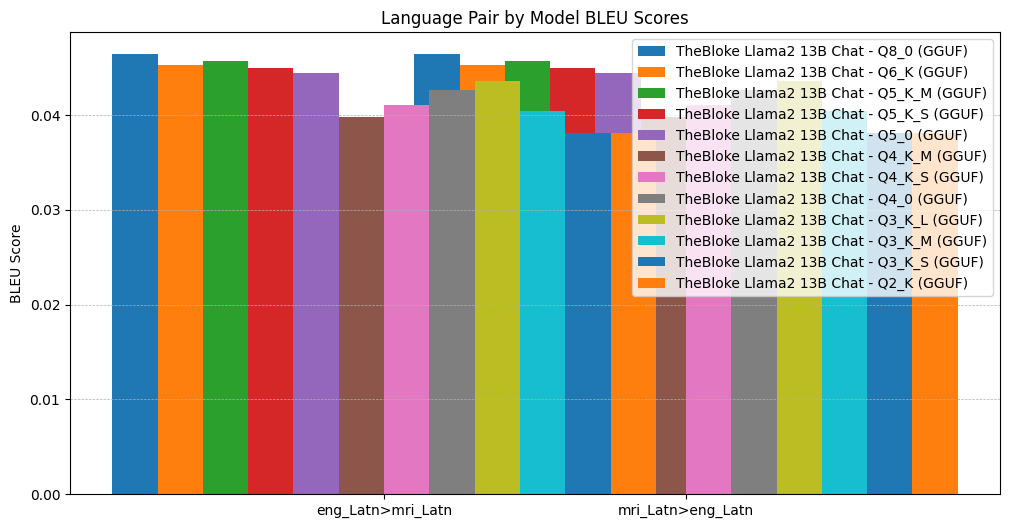 Language Pair by Model BLEU Scores
TheBloke Llama2 13B Chat - Q8_0 (GGUF)
TheBloke Llama2 13B Chat - Q6_K (GGUF)
TheBloke Llama2 13B Chat - Q5_K_M (GGUF)
TheBloke Llama2 13B Chat - Q5_K_S (GGUF)
TheBloke Llama2 13B Chat - Q5_0 (GGUF)
TheBloke Llama2 13B Chat - Q4_K_M (GGUF)
TheBloke Llama2 13B Chat - Q4_K_S (GGUF)
TheBloke Llama2 13B Chat - Q4_0 (GGUF)
TheBloke Llama2 13B Chat - Q3_K_L (GGUF)
TheBloke Llama2 13B Chat - Q3_K_M (GGUF)
TheBloke Llama2 13B Chat - Q3_K_S (GGUF)
TheBloke Llama2 13B Chat - Q2_K (GGUF)
BLEU Score
0.04
0.03
0.02
0.01
0.00
eng_Latn>mri_Latn
mri_Latn>eng_Latn